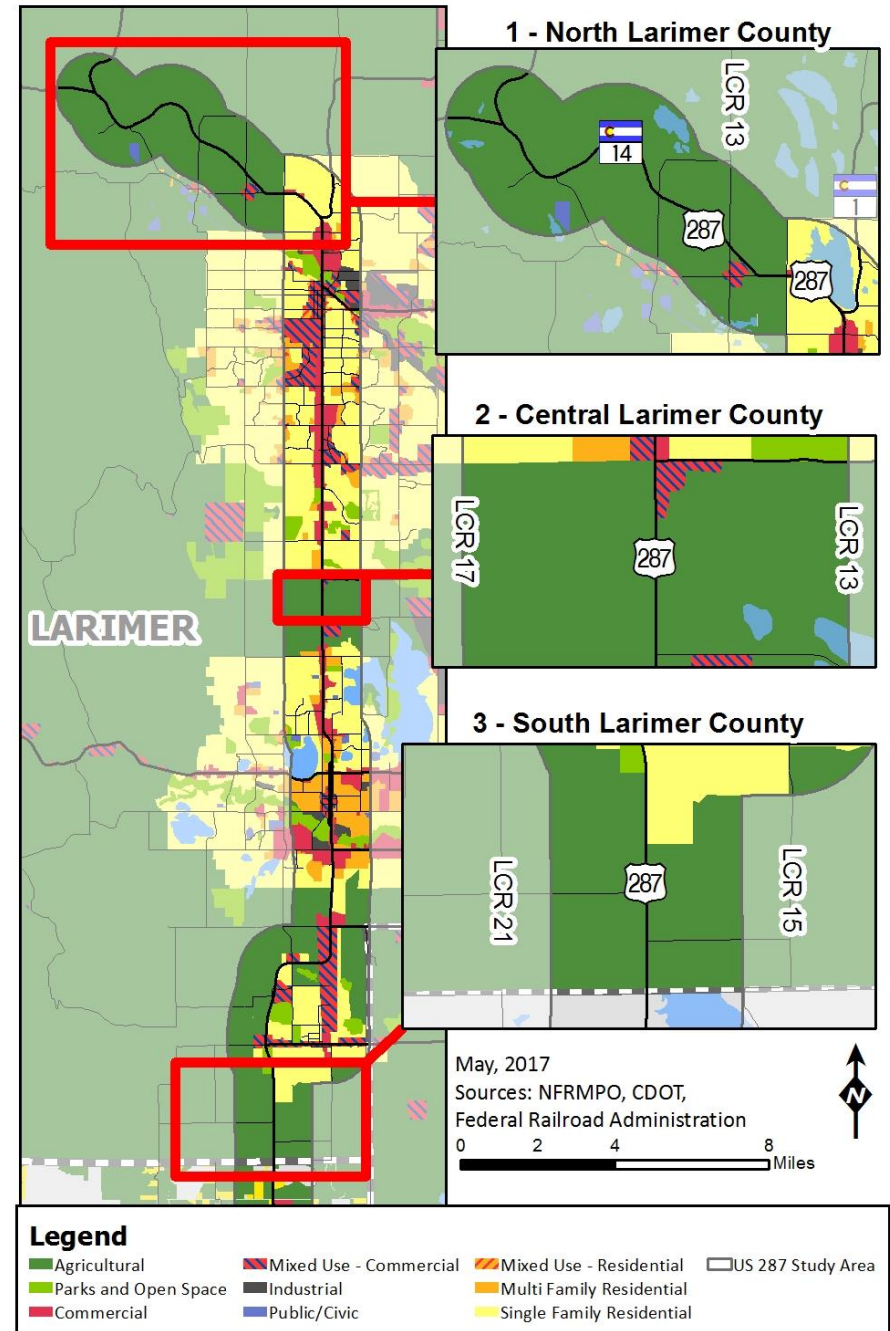 1 - North Larimer County
LCR 13
14
1
287
287
2 - Central Larimer County
LCR 17
287
LCR 13
LARIMER
3 - South Larimer County
LCR 21
287
LCR 15
May, 2017
Sources: NFRMPO, CDOT,
Federal Railroad Administration
N
0 2 4 8
Miles
Legend
Agricultural
Parks and Open Space
Commercial
Mixed Use - Commercial
Industrial
Public/Civic
Mixed Use - Residential
Multi Family Residential
Single Family Residential
US 287 Study Area